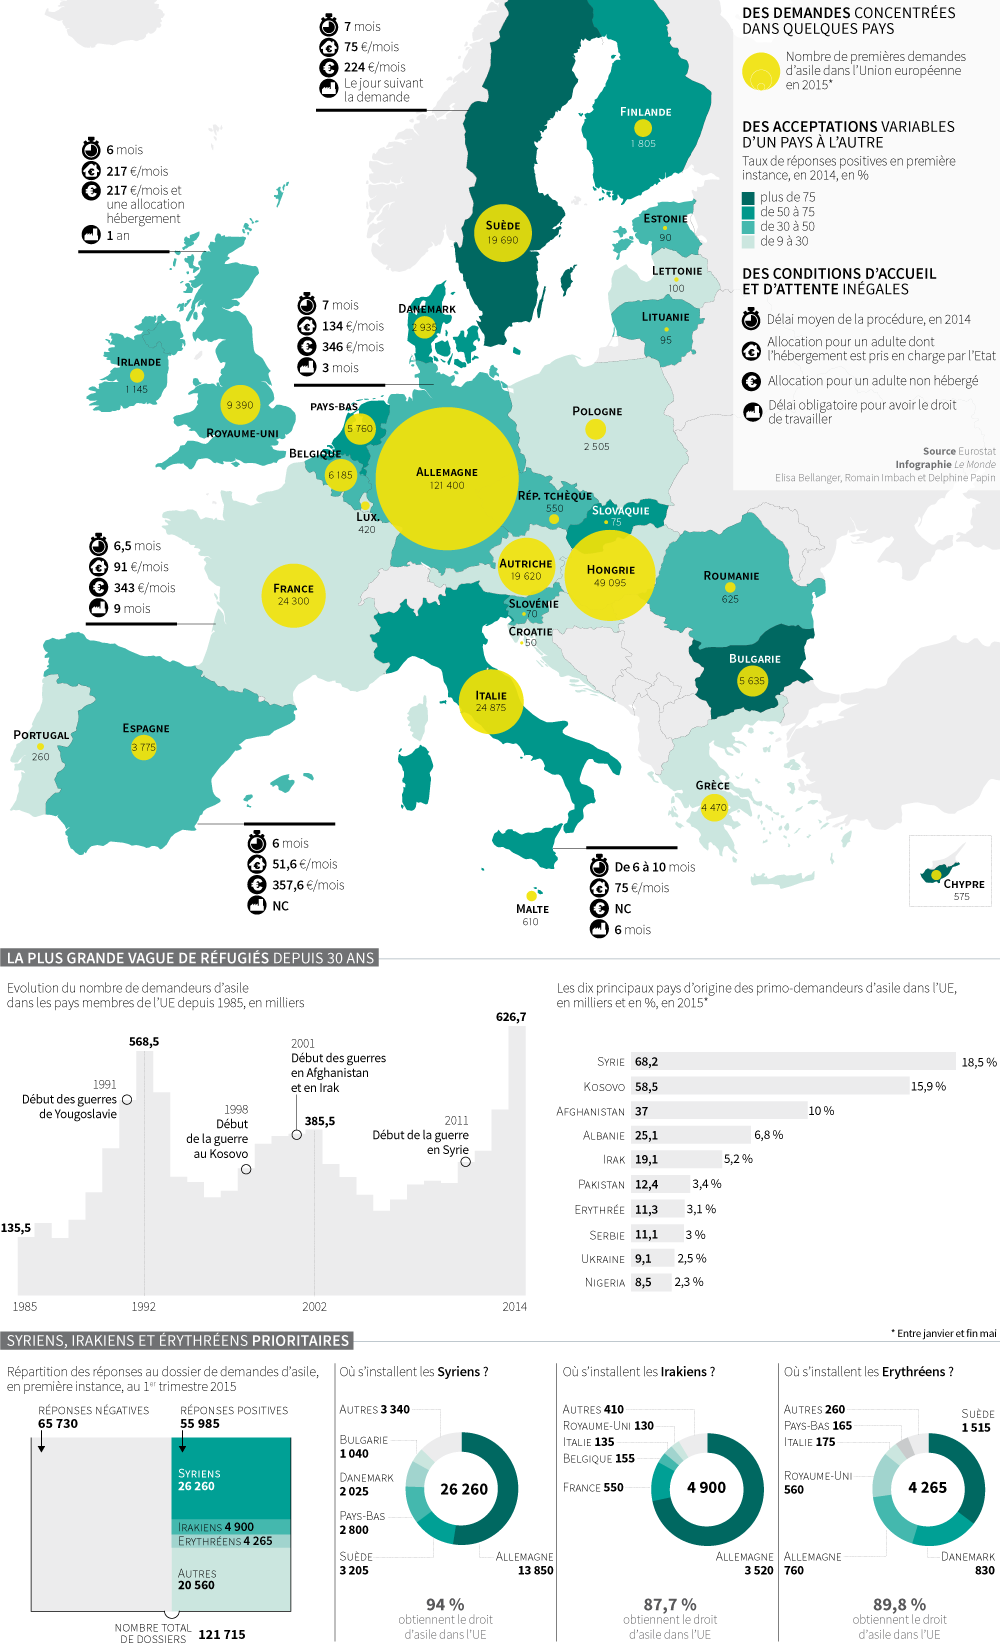 DES DEMANDES CONCENTRÉES
DANS QUELQUES PAYS
Nombre de premières demandes
d'asile dans l'Union européenne
en 2015*
DES ACCEPTATIONS VARIABLES
D'UN PAYS À L'AUTRE
Taux de réponses positives en première
instance, en 2014, en %
plus de 75
de 50 à 75
de 30 à 50
de 9 à 30
DES CONDITIONS D'ACCUEIL
ET D'ATTENTE INÉGALES
Délai moyen de la procédure, en 2014
Allocation pour un adulte dont
l'hébergement est pris en charge par l'Etat
Allocation pour un adulte non hébergé
Délai obligatoire pour avoir le droit
de travailler
Source Eurostat
Infographie Le Monde
Elisa Bellanger, Romain Imbach et Delphine Papin
7 mois
75 €/mois
224 €/mois
Le jour suivant
la demande
6 mois
217 €/mois
217 €/mois et
une allocation
hébergement
1 an
7 mois
134 €/mois
346 €/mois
3 mois
6,5 mois
91 €/mois
343 €/mois
9 mois
6 mois
51,6 €/mois
357,6 €/mois
NC
De 6 à 10 mois
75 €/mois
NC
6 mois
FINLANDE
1 805
SUÈDE
19 690
ESTONIE
90
LETTONIE
100
LITUANIE
95
DANEMARK
2 935
IRLANDE
1 145
9 390
ROYAUME-UNI
PAYS-BAS
5 760
BELGIQUE
6 185
LUX.
420
ALLEMAGNE
121 400
POLOGNE
2 505
RÉP. TCHÈQUE
550
SLOVAQUIE
75
AUTRICHE
19 620
HONGRIE
49 095
ROUMANIE
625
FRANCE
24 300
SLOVÉNIE
70
CROATIE
50
BULGARIE
5 635
ITALIE
24 875
PORTUGAL
260
ESPAGNE
3 775
GRÈCE
4 470
MALTE
610
CHYPRE
575
LA PLUS GRANDE VAGUE DE RÉFUGIÉS DEPUIS 30 ANS
Evolution du nombre de demandeurs d'asile
dans les pays membres de l'UE depuis 1985, en milliers
135,5
1991
Début des guerres
de Yougoslavie
568,5
1998
Début
de la guerre
au Kosovo
2001
Début des guerres
en Afghanistan
et en Irak
385,5
2011
Début de la guerre
en Syrie
626,7
1985
1992
2002
2014
Les dix principaux pays d'origine des primo-demandeurs d'asile dans l'UE,
en milliers et en %, en 2015*
SYRIE 68,2 18,5 %
KOSOVO 58,5 15,9 %
AFGHANISTAN 37 10 %
ALBANIE 25,1 6,8 %
IRAK 19,1 5,2 %
PAKISTAN 12,4 3,4 %
ERYTHRÉE 11,3 3,1 %
SERBIE 11,1 3 %
UKRAINE 9,1 2,5 %
NIGERIA 8,5 2,3 %
* Entre janvier et fin mai
SYRIENS, IRAKIENS ET ÉRYTHRÉENS PRIORITAIRES
Répartition des réponses au dossier de demandes d'asile,
en première instance, au 1er trimestre 2015
RÉPONSES NÉGATIVES
65 730
RÉPONSES POSITIVES
55 985
SYRIENS
26 260
IRAKIENS 4 900
ERYTHRÉENS 4 265
AUTRES
20 560
NOMBRE TOTAL
DE DOSSIERS
121 715
Où s'installent les Syriens ?
AUTRES 3 340
BULGARIE
1 040
DANEMARK
2 025
PAYS-BAS
2 800
SUÈDE
3 205
26 260
ALLEMAGNE
13 850
94 %
obtiennent le droit
d'asile dans l'UE
Où s'installent les Irakiens ?
AUTRES 410
ROYAUME-UNI 130
ITALIE 135
BELGIQUE 155
FRANCE 550
4 900
ALLEMAGNE
3 520
87,7 %
obtiennent le droit
d'asile dans l'UE
Où s'installent les Erythréens ?
AUTRES 260
PAYS-BAS 165
ITALIE 175
ROYAUME-UNI
560
ALLEMAGNE
760
4 265
SUÈDE
1 515
DANEMARK
830
89,8 %
obtiennent le droit
d'asile dans l'UE